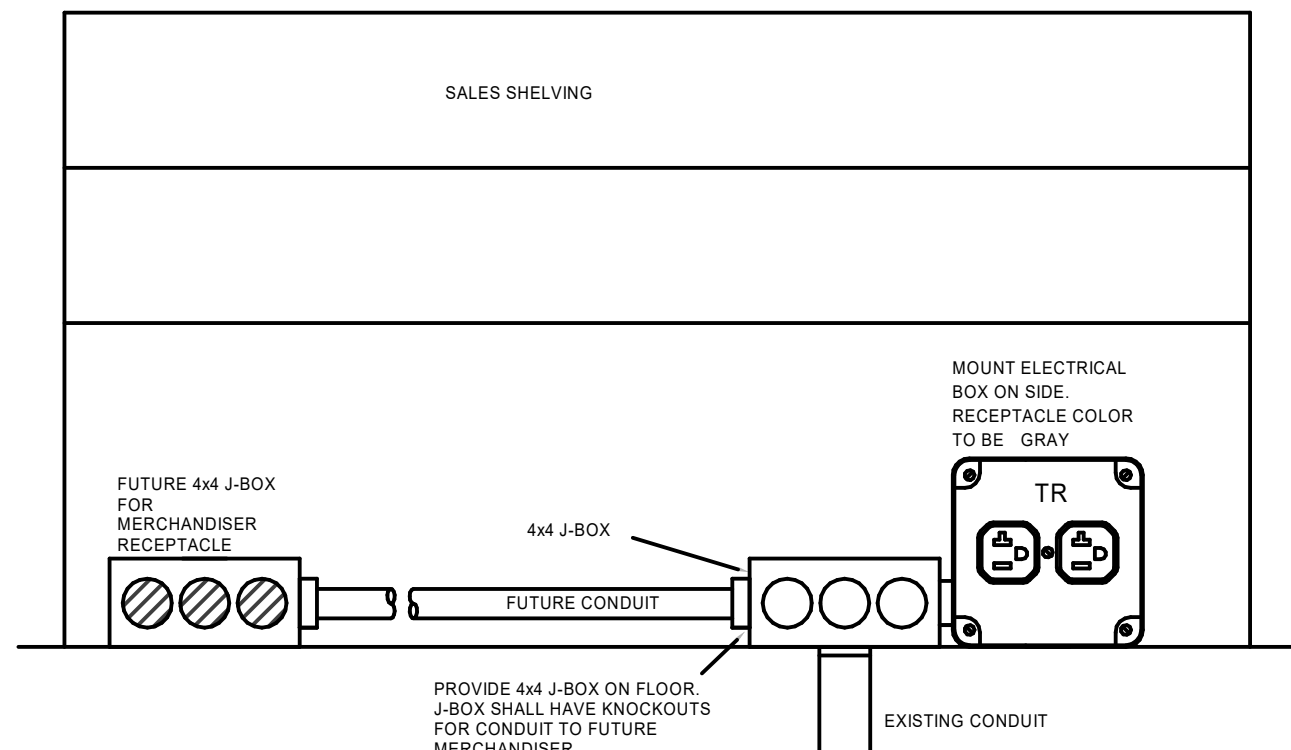 SALES SHELVING
MOUNT ELECTRICAL
BOX ON SIDE.
RECEPTACLE COLOR
TO BE GRAY
TR
FUTURE 4x4 J-BOX
FOR
MERCHANDISER
RECEPTACLE
4x4 J-BOX
FUTURE CONDUIT
PROVIDE 4x4 J-BOX ON FLOOR.
J-BOX SHALL HAVE KNOCKOUTS
FOR CONDUIT TO FUTURE
MERCHANDISER
EXISTING CONDUIT